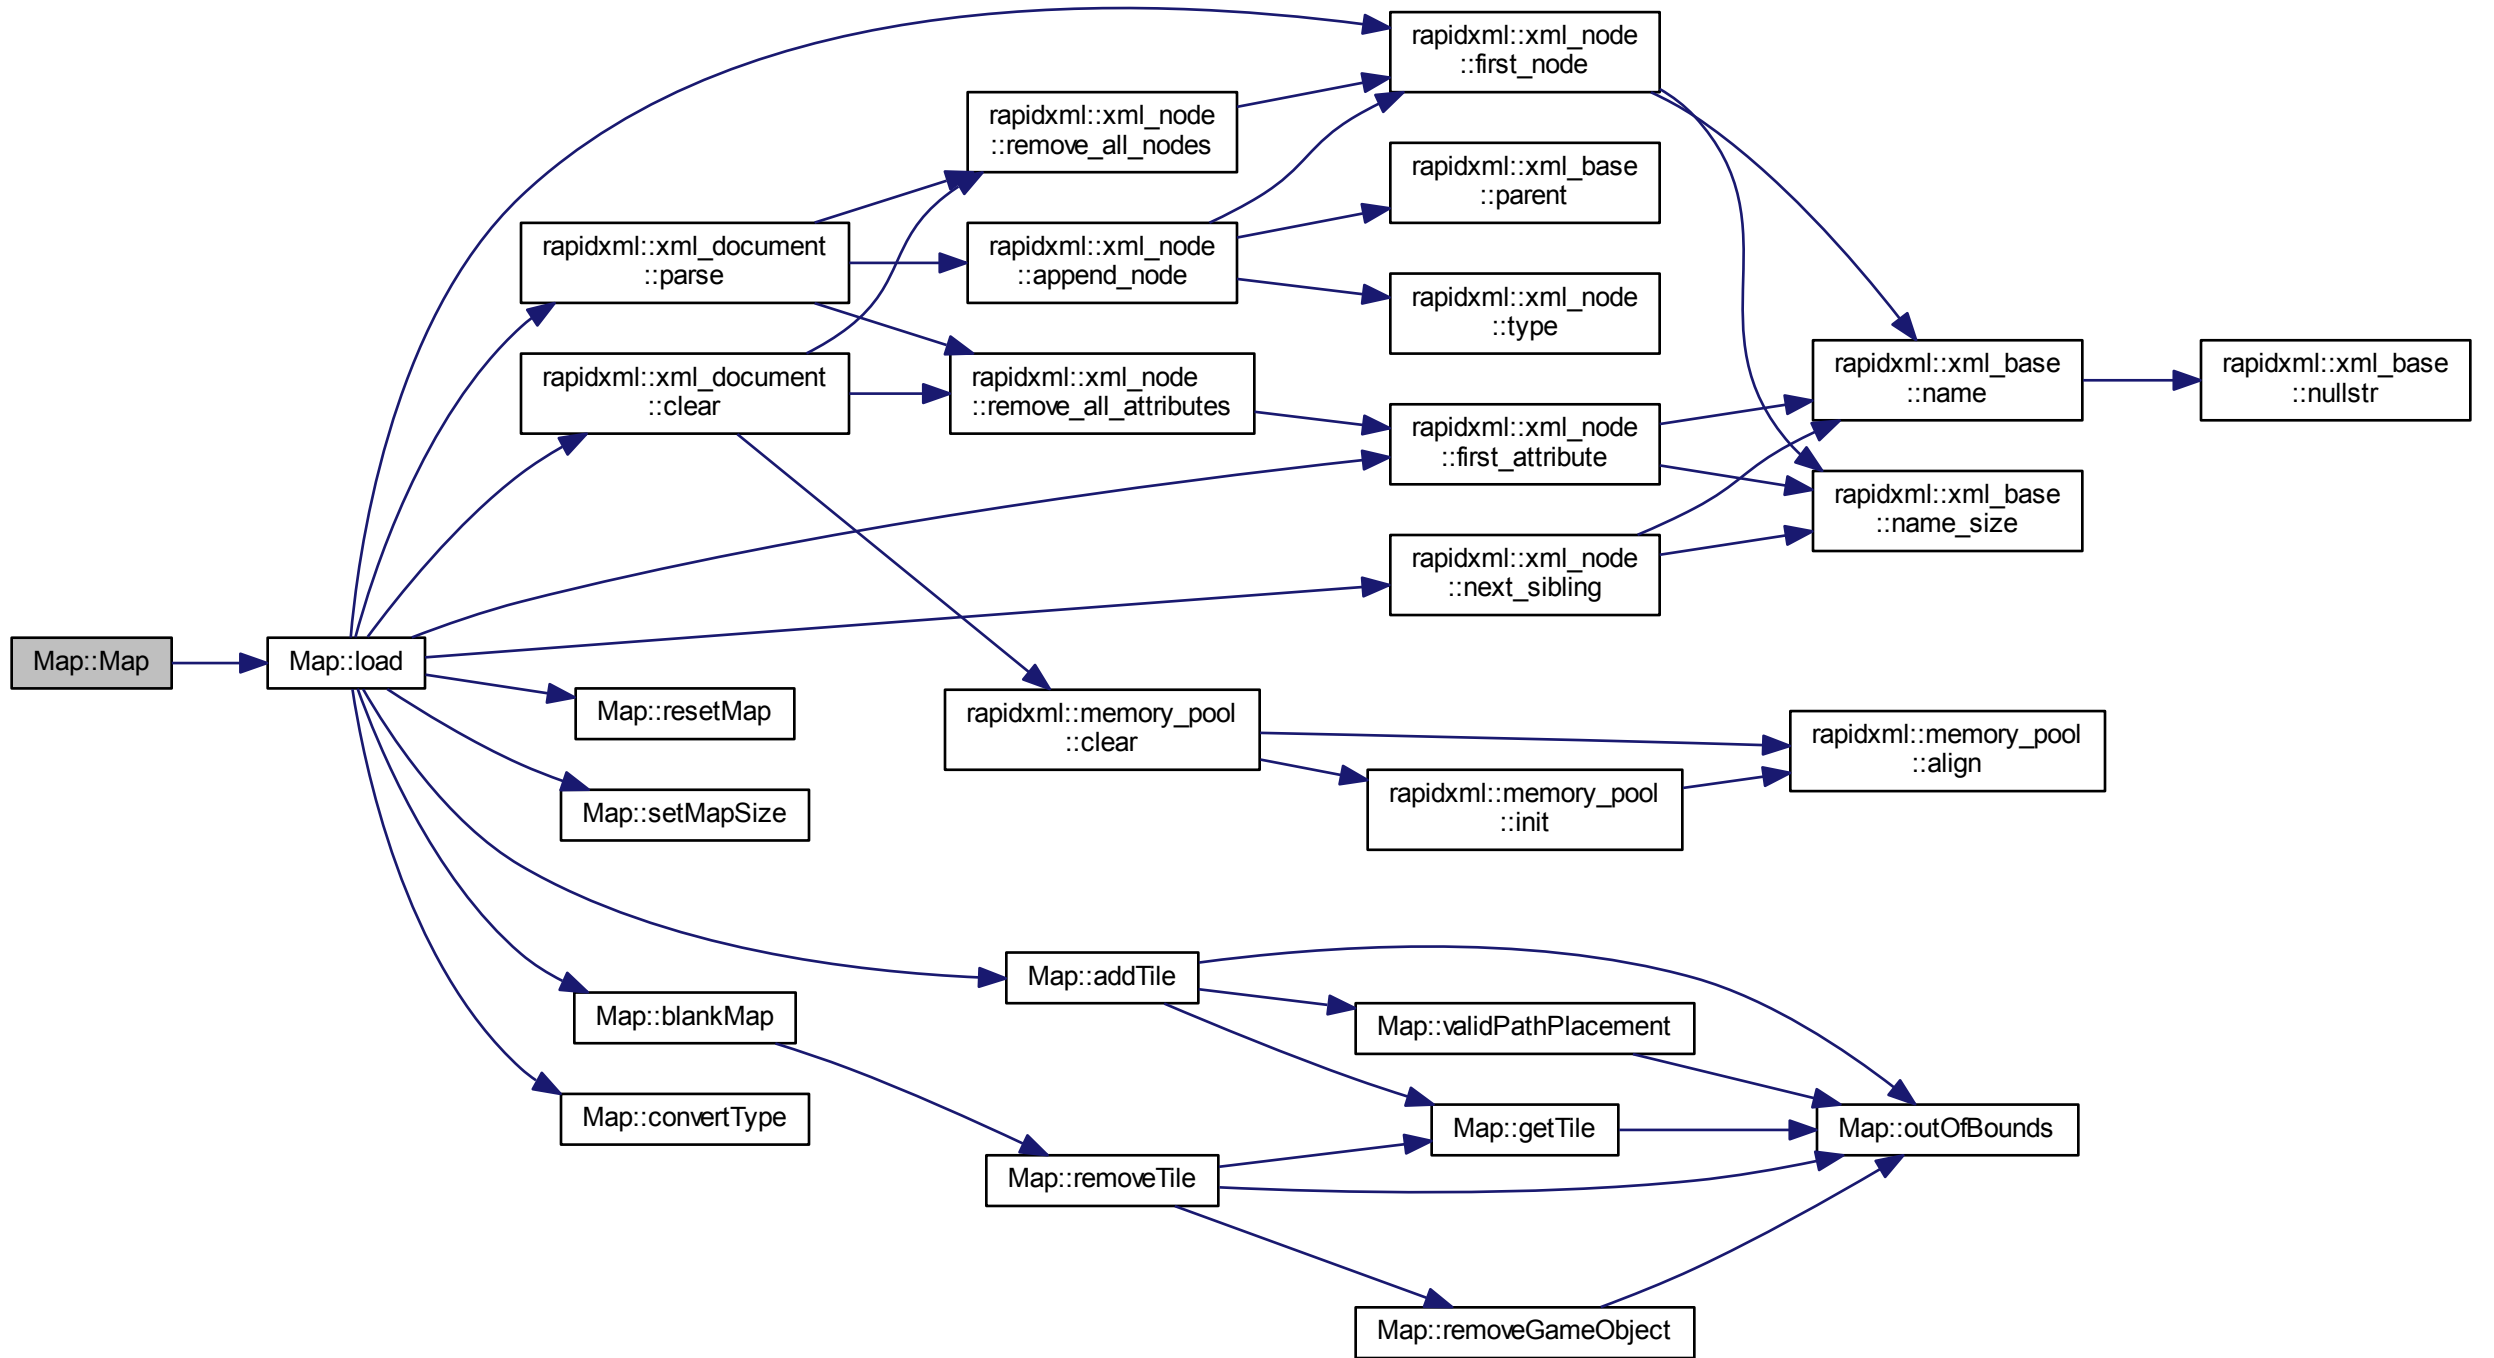 rapidxml::xml_node
::first_node
rapidxml::xml_node
::remove_all_nodes
rapidxml::xml_base
::parent
rapidxml::xml_document
::parse
rapidxml::xml_node
::append_node
rapidxml::xml_node
::type
rapidxml::xml_document
::clear
rapidxml::xml_node
::remove_all_attributes
rapidxml::xml_base
::name
rapidxml::xml_base
::nullstr
rapidxml::xml_node
::first_attribute
rapidxml::xml_base
::name_size
rapidxml::xml_node
::next_sibling
Map::Map
Map::load
Map::resetMap
rapidxml::memory_pool
::clear
rapidxml::memory_pool
::align
Map::setMapSize
rapidxml::memory_pool
::init
Map::addTile
Map::blankMap
Map::validPathPlacement
Map::convertType
Map::getTile
Map::outOfBounds
Map::removeTile
Map::removeGameObject